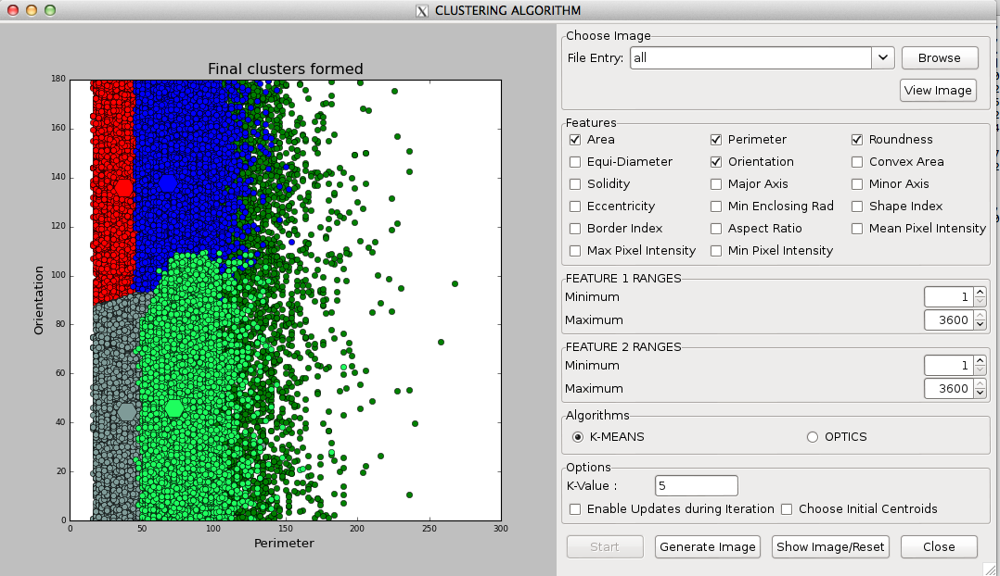 CLUSTERING ALGORITHM
Final clusters formed
180
160
140
120
100
80
60
40
20
0
Orientation
0 50 100 150 200 250 300
Perimeter
Choose Image
File Entry: all Browse
View Image
Features
Area Perimeter Roundness
Equi-Diameter Orientation Convex Area
Solidity Major Axis Minor Axis
Eccentricity Min Enclosing Rad Shape Index
Border Index Aspect Ratio Mean Pixel Intensity
Max Pixel Intensity Min Pixel Intensity
FEATURE 1 RANGES
Minimum 1
Maximum 3600
FEATURE 2 RANGES
Minimum 1
Maximum 3600
Algorithms
K-MEANS OPTICS
Options
K-Value : 5
Enable Updates during Iteration Choose Initial Centroids
Start Generate Image Show Image/Reset Close